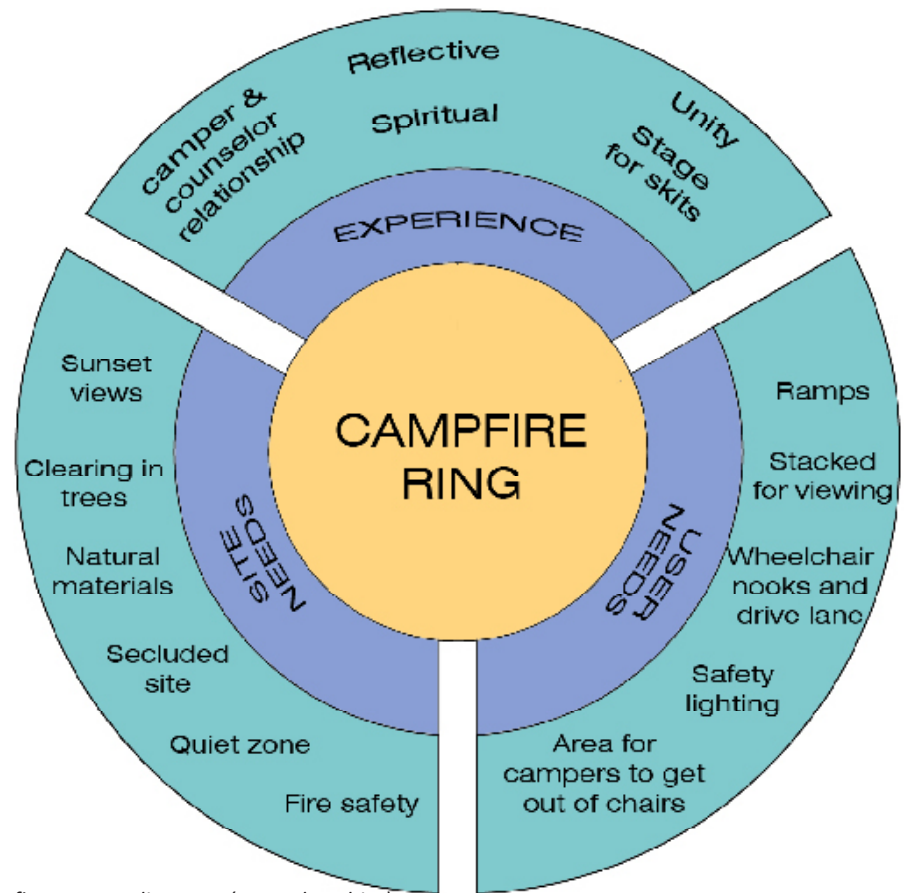 Reflective
Spiritual
camper &
counselor
relationship
Unity
Stage
for skits
EXPERIENCE
CAMPFIRE
RING
SITE
NEEDS
Sunset
views
Clearing in
trees
Natural
materials
Secluded
site
Quiet zone
Fire safety
USER
NEEDS
Ramps
Stacked
for viewing
Wheelchair
nooks and
drive lane
Safety
lighting
Area for
campers to get
out of chairs